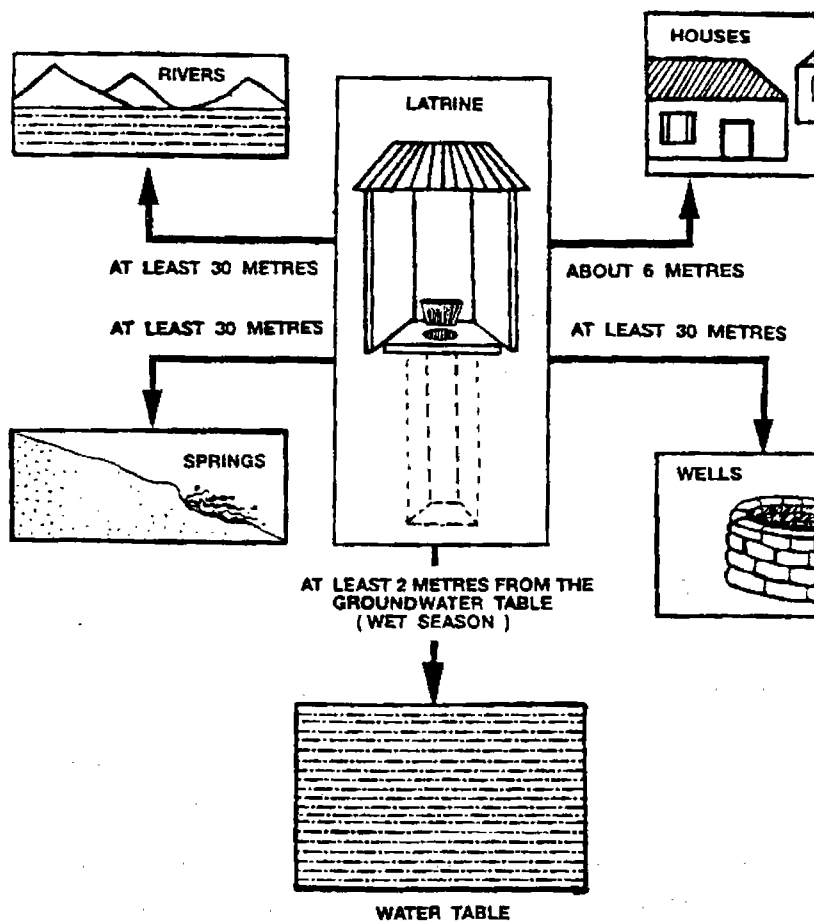 HOUSES
RIVERS
LATRINE
AT LEAST 30 METRES
ABOUT 6 METRES
AT LEAST 30 METRES
AT LEAST 30 METRES
SPRINGS
WELLS
AT LEAST 2 METRES FROM THE
GROUNDWATER TABLE
( WET SEASON )
WATER TABLE